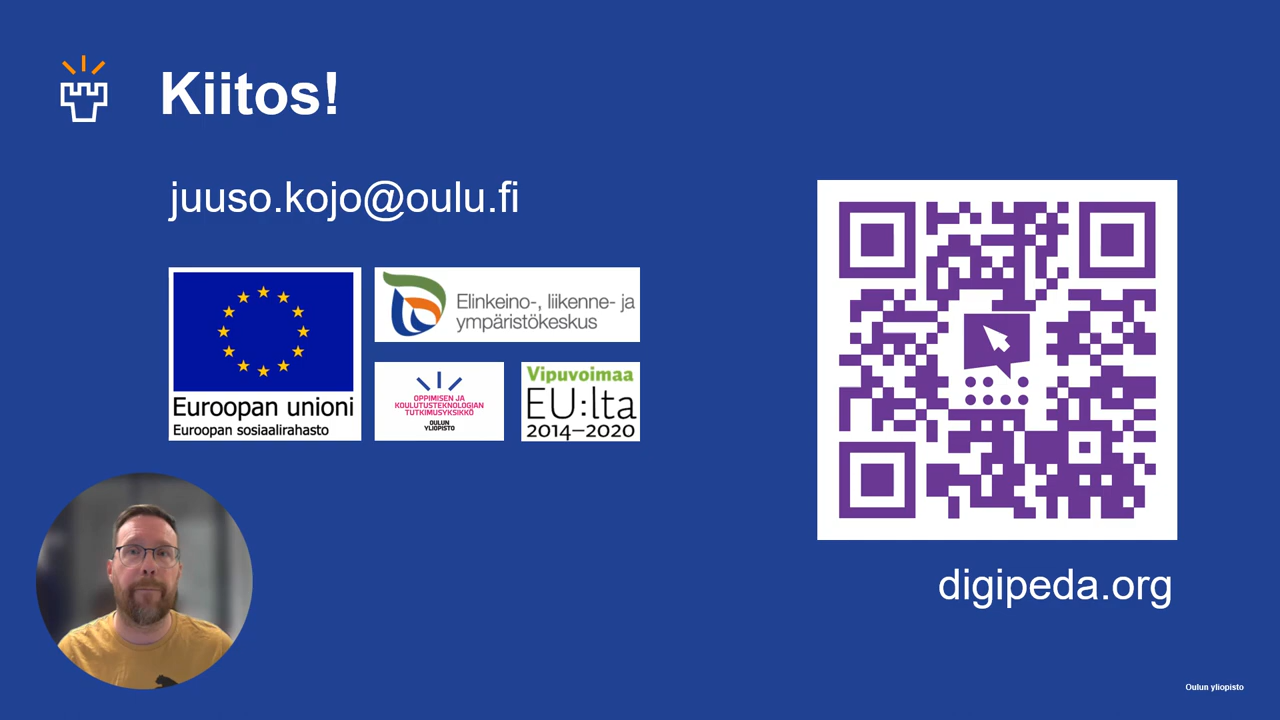 Kiitos!
juuso.kojo@oulu.fi
Euroopan unioni
Euroopan sosiaalirahasto
Elinkeino-, liikenne- ja
ympäristökeskus
OPPIMISEN JA
KOULUTUSTEKNOLOGIAN
TUTKIMUSYKSIKKÖ
OULUN
YLIOPISTO
Vipuvoimaa
EU:lta
2014–2020
digipeda.org
Oulun yliopisto